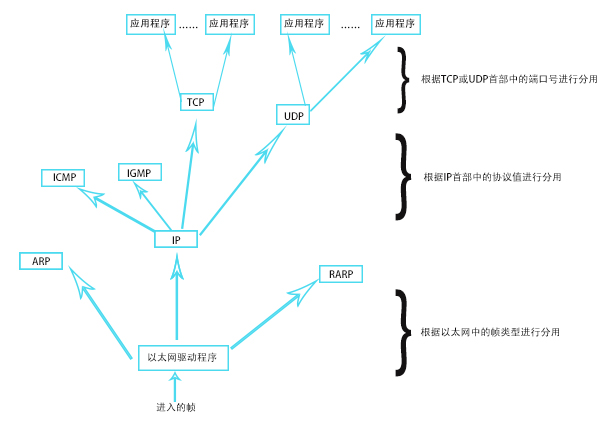 应用程序 ...... 应用程序 应用程序 ...... 应用程序
根据TCP或UDP首部中的端口号进行分用
TCP
UDP
ICMP
IGMP
根据IP首部中的协议值进行分用
IP
ARP
RARP
根据以太网中的帧类型进行分用
以太网驱动程序
进入的帧